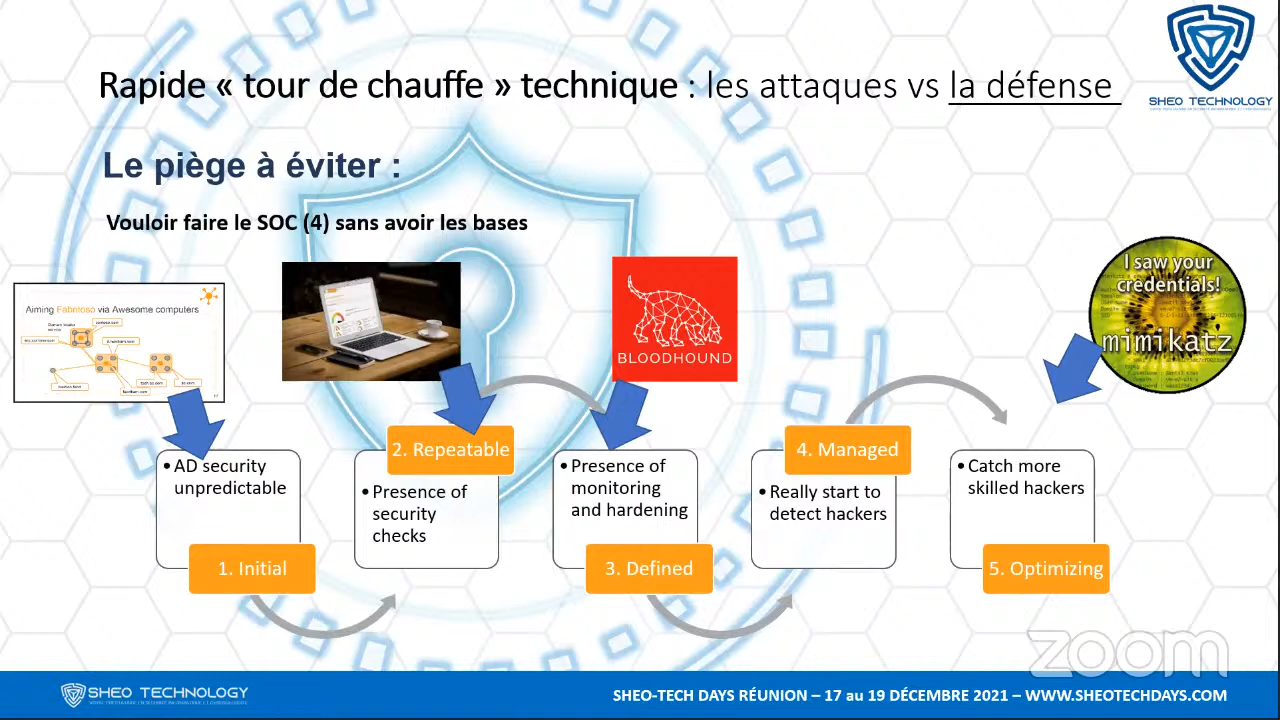 Rapide « tour de chauffe » technique : les attaques vs la défense
SHEO TECHNOLOGY
Le piège à éviter :
Vouloir faire le SOC (4) sans avoir les bases
Aiming Fabritoso via Awesome computers
BLOODHOUND
I saw your
credentials!
mimikatz
• AD security
unpredictable
1. Initial
2. Repeatable
• Presence of
security
checks
• Presence of
monitoring
and hardening
3. Defined
4. Managed
• Really start to
detect hackers
• Catch more
skilled hackers
5. Optimizing
zoom
SHEO TECHNOLOGY
SHEO-TECH DAYS RÉUNION – 17 au 19 DÉCEMBRE 2021 – WWW.SHEOTECHDAYS.COM